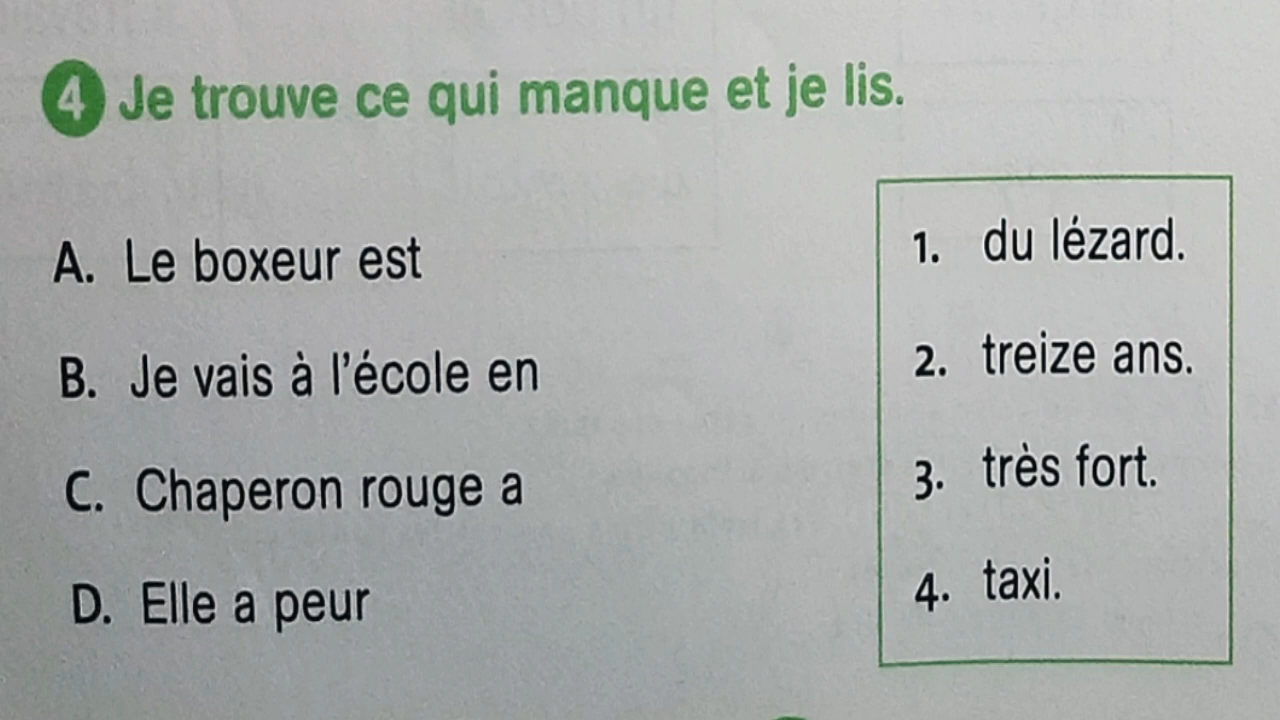 4 Je trouve ce qui manque et je lis.
A. Le boxeur est
B. Je vais à l'école en
C. Chaperon rouge a
D. Elle a peur
1. du lézard.
2. treize ans.
3. très fort.
4. taxi.